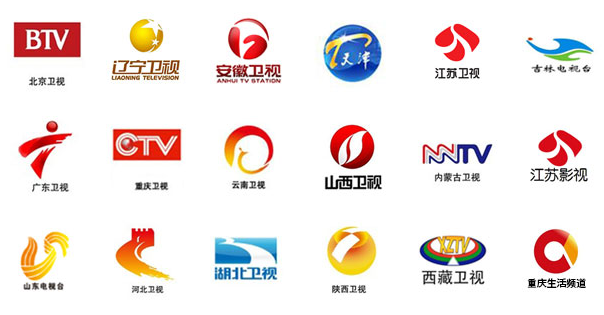 BTV
北京卫视
辽宁卫视
LIAONING TELEVISION
安徽卫视
ANHUI TV STATION
天津
江苏卫视
吉林电视台
广东卫视
CTV
重庆卫视
云南卫视
山西卫视
NTV
内蒙古卫视
江苏影视
山东电视台
河北卫视
湖北卫视
陕西卫视
XZTV
西藏卫视
重庆生活频道